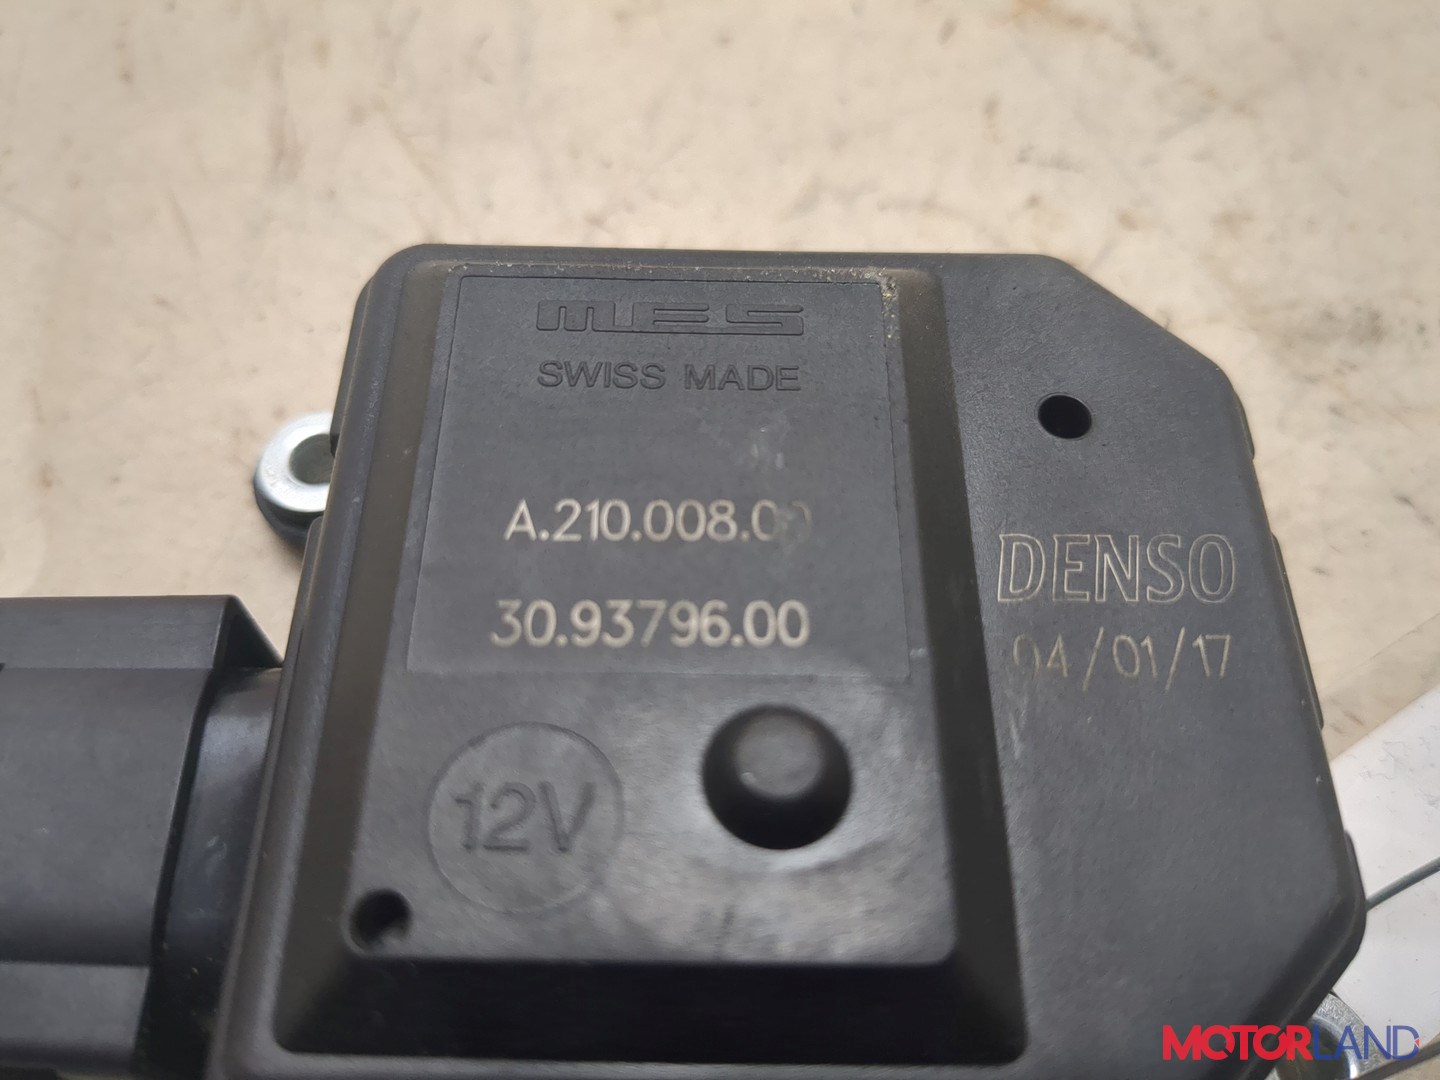 MES
SWISS MADE
A.210.008.00
30.93796.00
12V
DENSO
04/01/17
MOTORLAND